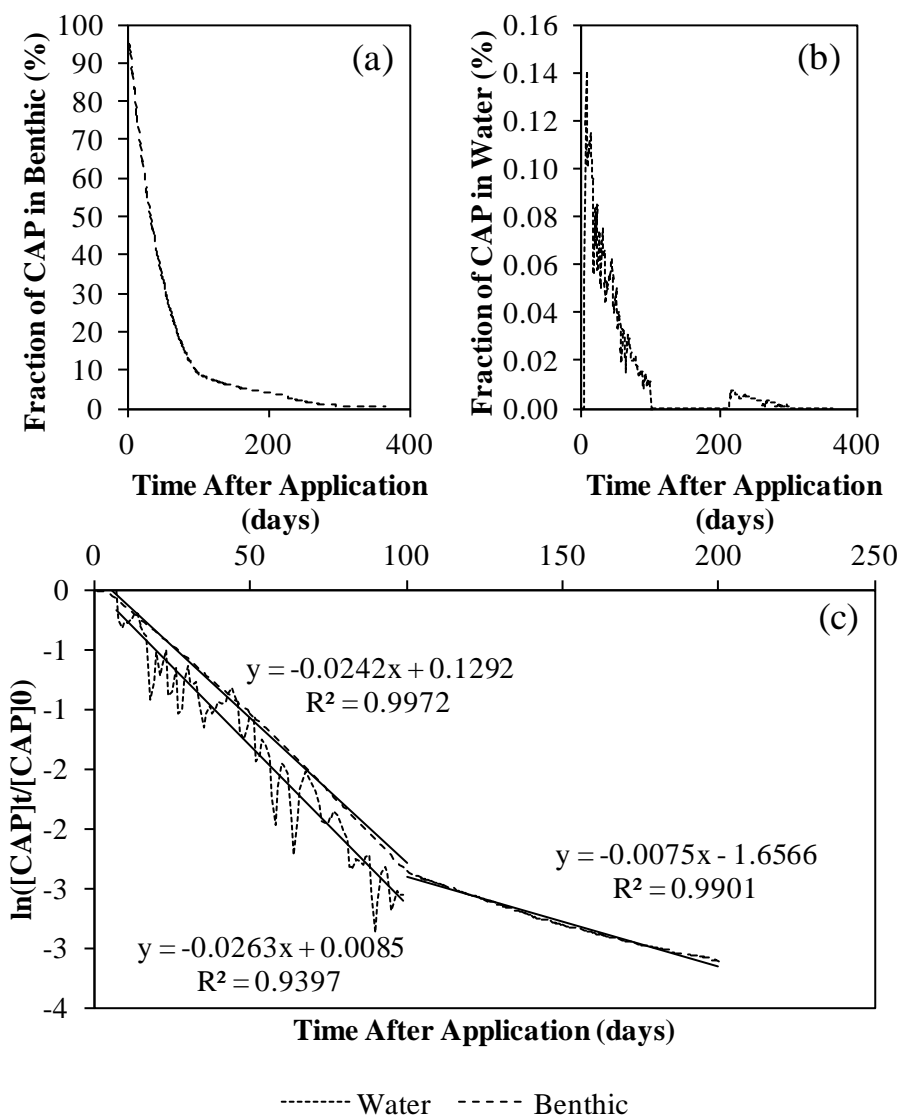 Fraction of CAP in Benthic (%)
100
90
80
70
60
50
40
30
20
10
0
(a)
0
200
400
Time After Application
(days)
Fraction of CAP in Water (%)
0.16
0.14
0.12
0.10
0.08
0.06
0.04
0.02
0.00
(b)
0
200
400
Time After Application
(days)
0
50
100
150
200
250
ln([CAP]t/[CAP]0)
0
-1
-1
-2
-2
-3
-3
-4
(c)
y = -0.0242x + 0.1292
R² = 0.9972
y = -0.0075x - 1.6566
R² = 0.9901
y = -0.0263x + 0.0085
R² = 0.9397
Time After Application (days)
Water
Benthic